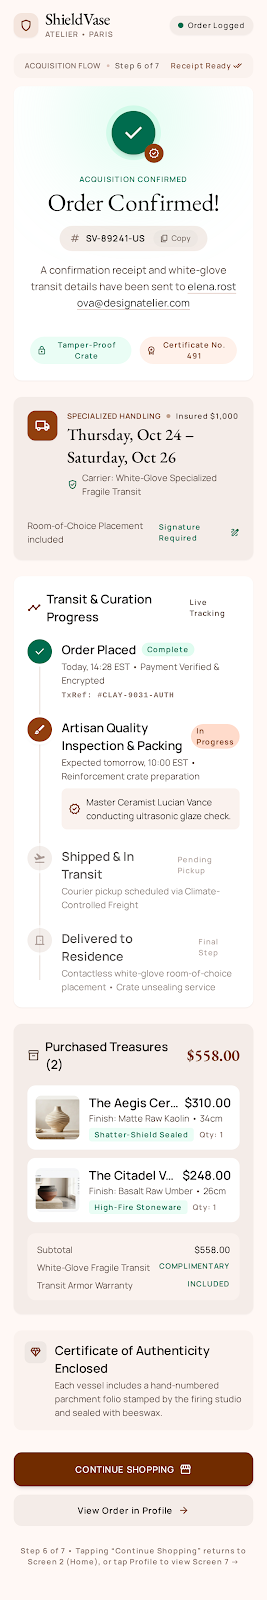 ShieldVase
ATELIER • PARIS
Order Logged
ACQUISITION FLOW • Step 6 of 7 Receipt Ready
ACQUISITION CONFIRMED
Order Confirmed!
# SV-89241-US Copy
A confirmation receipt and white-glove
transit details have been sent to elena.rost
ova@designatelier.com
Tamper-Proof
Crate
Certificate No.
491
SPECIALIZED HANDLING Insured $1,000
Thursday, Oct 24 –
Saturday, Oct 26
Carrier: White-Glove Specialized
Fragile Transit
Room-of-Choice Placement
included
Signature
Required
Transit & Curation
Progress
Live
Tracking
Order Placed Complete
Today, 14:28 EST • Payment Verified &
Encrypted
TxRef: #CLAY-9031-AUTH
Artisan Quality
Inspection & Packing
In
Progress
Expected tomorrow, 10:00 EST •
Reinforcement crate preparation
Master Ceramist Lucian Vance
conducting ultrasonic glaze check.
Shipped & In
Transit
Pending
Pickup
Courier pickup scheduled via Climate-
Controlled Freight
Delivered to
Residence
Final
Step
Contactless white-glove room-of-choice
placement • Crate unsealing service
Purchased Treasures
(2)
$558.00
The Aegis Cer... $310.00
Finish: Matte Raw Kaolin • 34cm
Shatter-Shield Sealed Qty: 1
The Citadel V... $248.00
Finish: Basalt Raw Umber • 26cm
High-Fire Stoneware Qty: 1
Subtotal $558.00
White-Glove Freight Transit COMPLIMENTARY
Transit Armor Warranty INCLUDED
Certificate of Authenticity
Enclosed
Each vessel includes a hand-numbered
parchment folio stamped by the firing studio
and sealed with beeswax.
CONTINUE SHOPPING
View Order in Profile →
Step 6 of 7 • Tapping "Continue Shopping" returns to
Screen 2 (Home), or tap Profile to view Screen 7 →